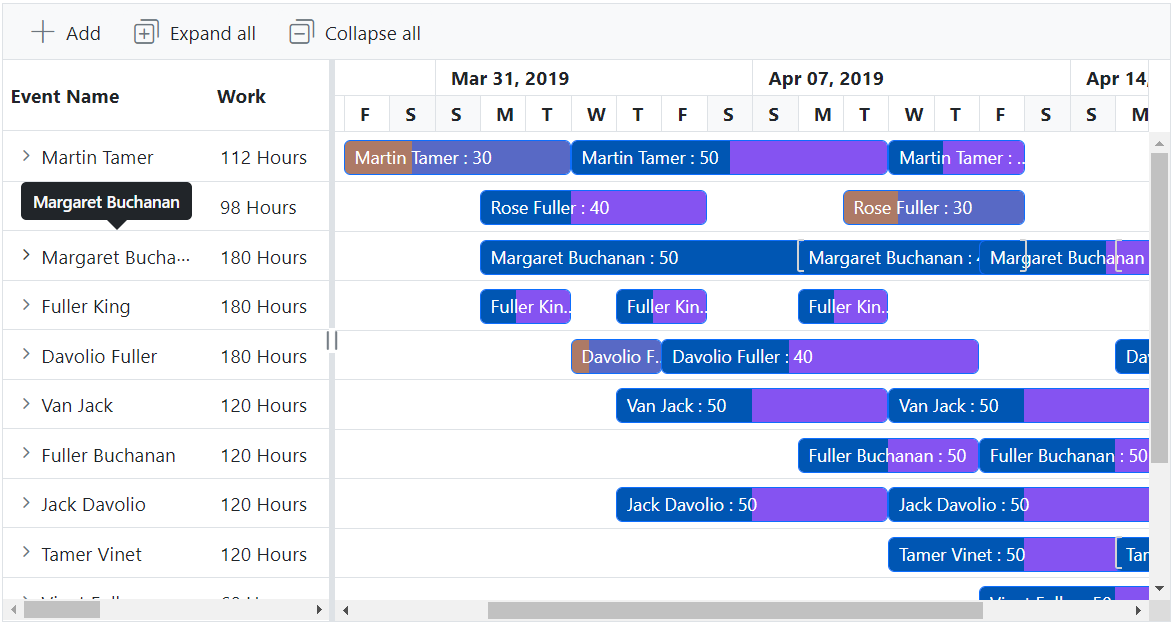 Add Expand all Collapse all
Mar 31, 2019 Apr 07, 2019 Apr 14,
Event Name Work
F S S M T W T F S S M T W T F S S M
Martin Tamer 112 Hours Martin Tamer : 30 Martin Tamer : 50 Martin Tamer : ..
98 Hours Rose Fuller : 40 Rose Fuller : 30
Margaret Buchanan
Margaret Bucha... 180 Hours Margaret Buchanan : 50 Margaret Buchanan : Margaret Buchanan
Fuller King 180 Hours Fuller Kin.. Fuller Kin.. Fuller Kin..
Davolio Fuller 180 Hours Davolio F.. Davolio Fuller : 40 Da
Van Jack 120 Hours Van Jack : 50 Van Jack : 50
Fuller Buchanan 120 Hours Fuller Buchanan : 50 Fuller Buchanan : 50
Jack Davolio 120 Hours Jack Davolio : 50 Jack Davolio : 50
Tamer Vinet 120 Hours Tamer Vinet : 50 Tar